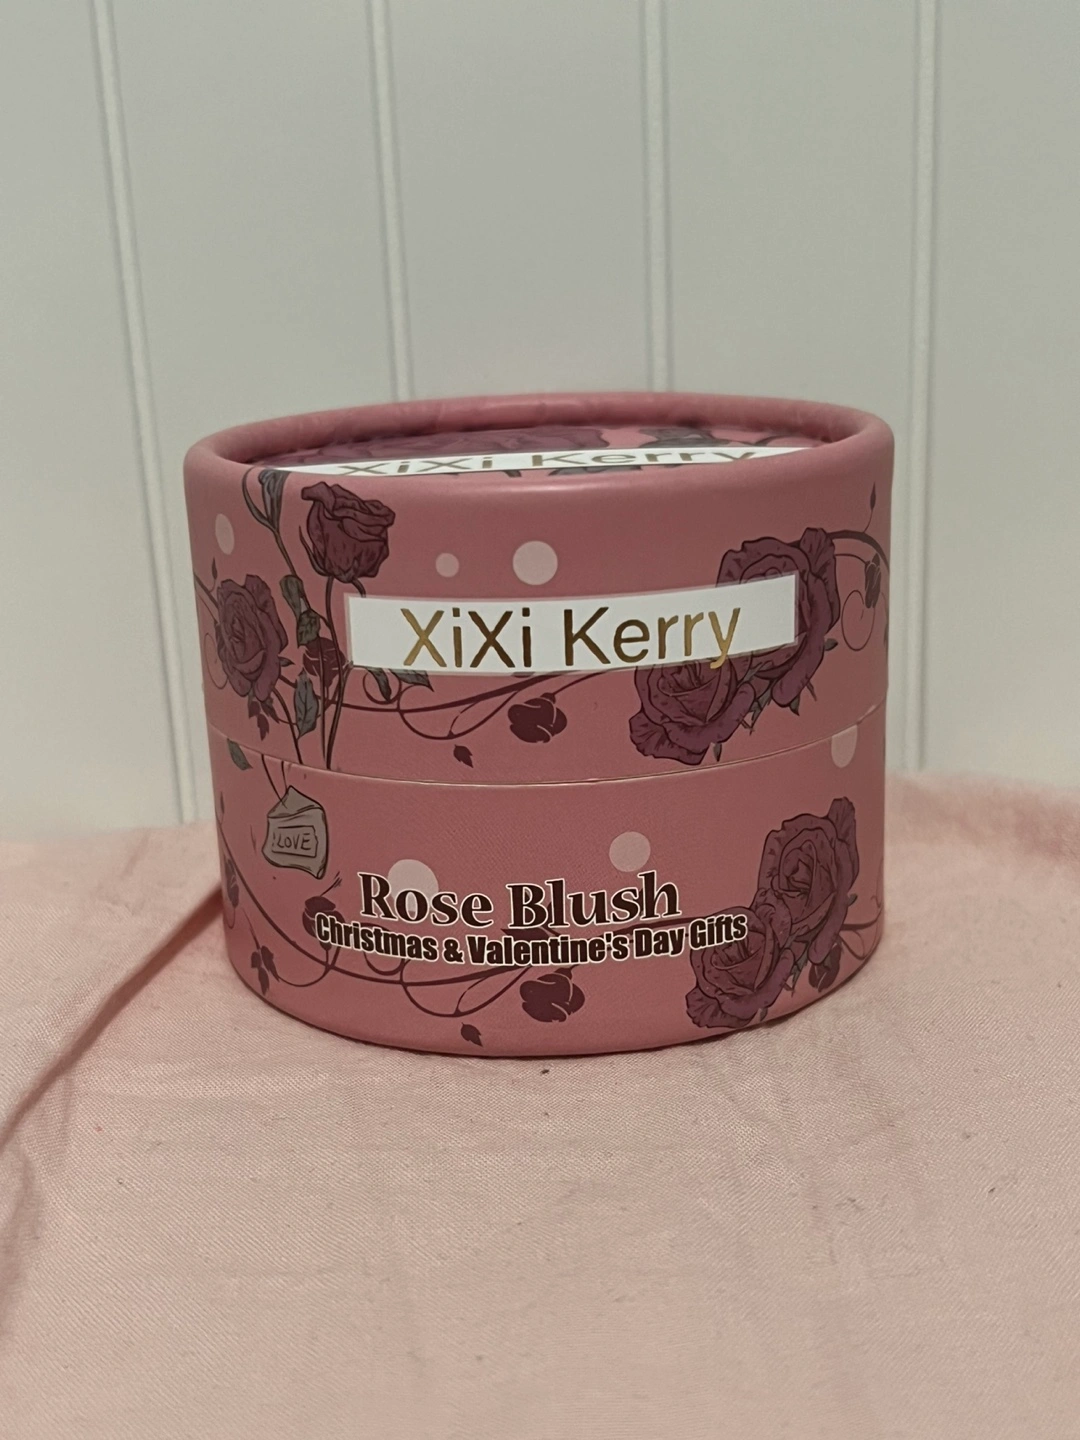 XiXi Kerry
XiXi Kerry
LOVE
Rose Blush
Christmas & Valentine's Day Gifts